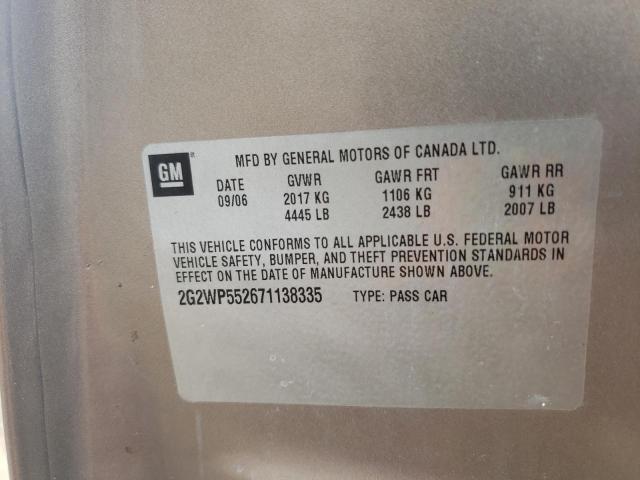 GM
MFD BY GENERAL MOTORS OF CANADA LTD.
DATE GVWR GAWR FRT GAWR RR
09/06 2017 KG 1106 KG 911 KG
4445 LB 2438 LB 2007 LB
THIS VEHICLE CONFORMS TO ALL APPLICABLE U.S. FEDERAL MOTOR
VEHICLE SAFETY, BUMPER, AND THEFT PREVENTION STANDARDS IN
EFFECT ON THE DATE OF MANUFACTURE SHOWN ABOVE.
2G2WP552671138335 TYPE: PASS CAR